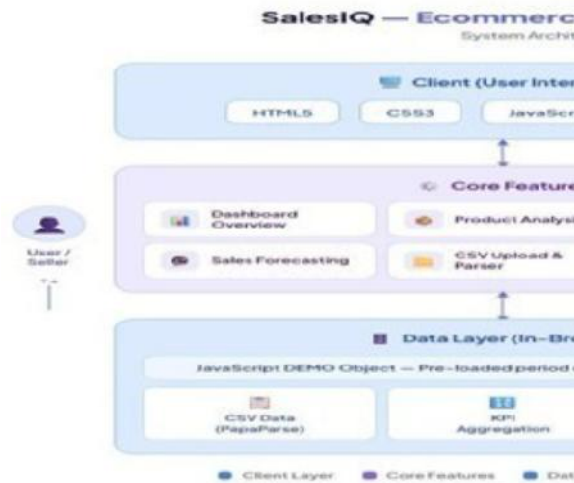 SalesIQ — Ecommerc
System Archit
Client (User Inter
HTML5 CSS3 JavaScr
Core Feature
Dashboard
Overview
Product Analysi
User /
Seller
Sales Forecasting
CSV Upload &
Parser
Data Layer (In-Bro
JavaScript DEMO Object — Pre-loaded period
CSV Data
(PapaParse)
KPI
Aggregation
Client Layer Core Features Dat